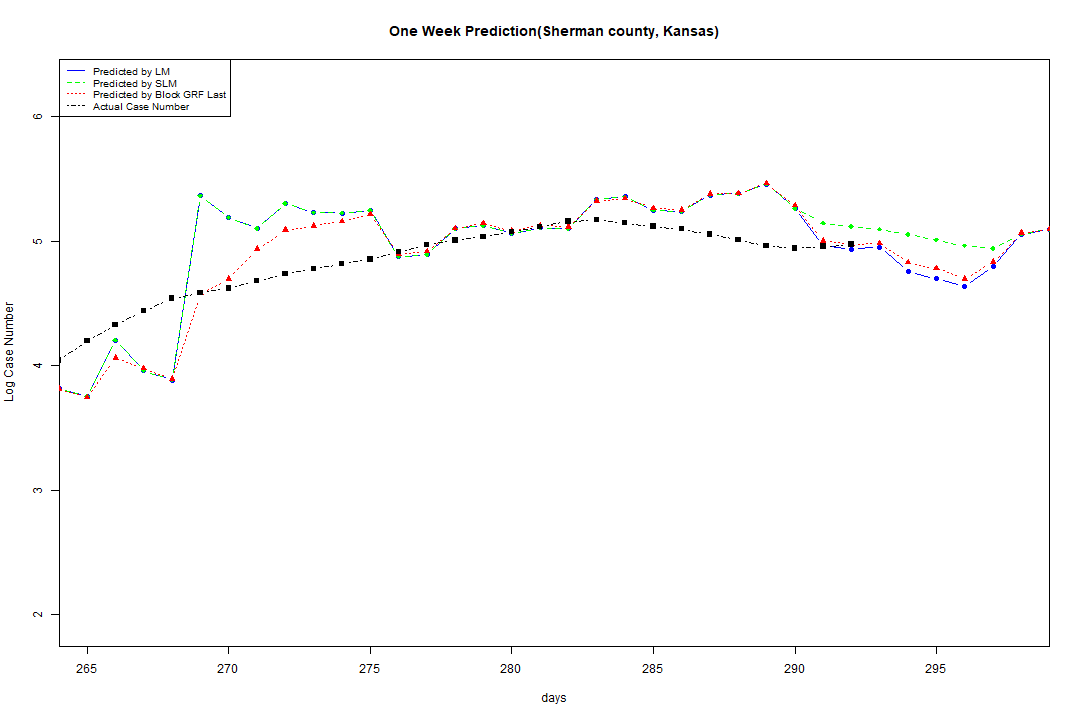 One Week Prediction(Sherman county, Kansas)
Predicted by LM
Predicted by SLM
Predicted by Block GRF Last
Actual Case Number
6
5
4
3
2
Log Case Number
265 270 275 280 285 290 295
days